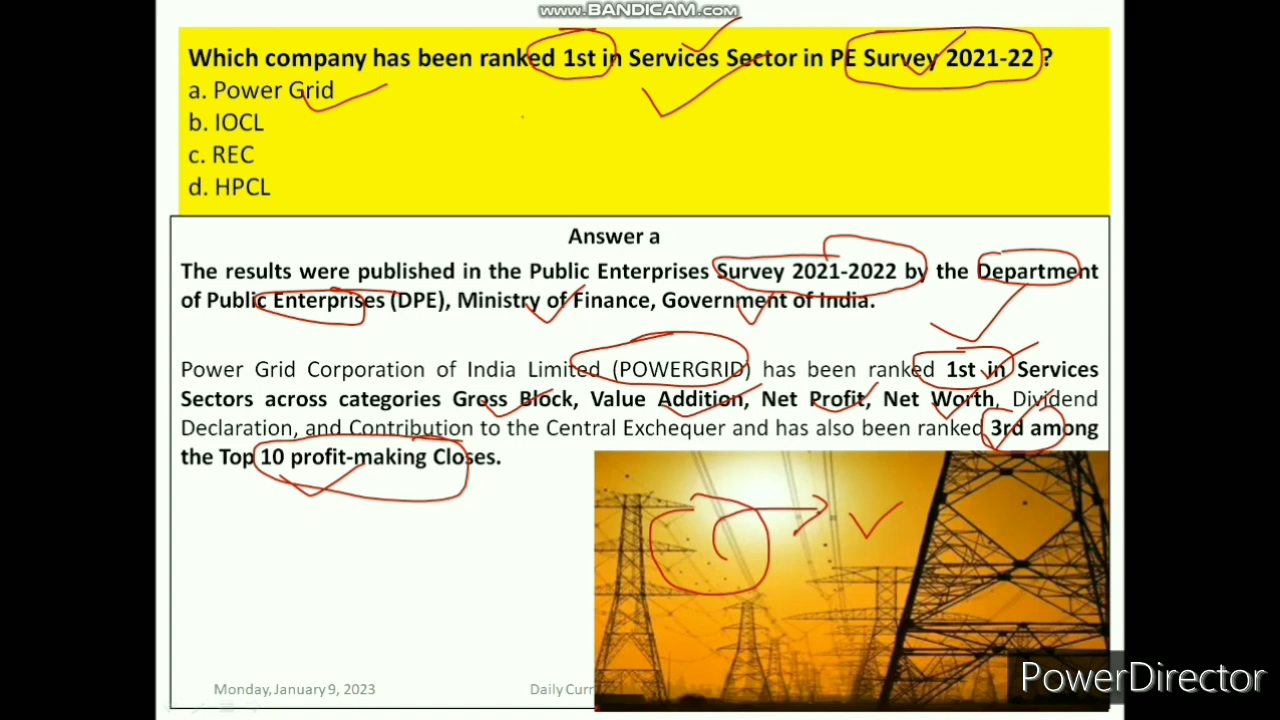 www.BANDICAM.com
Which company has been ranked 1st in Services Sector in PE Survey 2021-22 ?
a. Power Grid
b. IOCL
c. REC
d. HPCL
Answer a
The results were published in the Public Enterprises Survey 2021-2022 by the Department
of Public Enterprises (DPE), Ministry of Finance, Government of India.
Power Grid Corporation of India Limited (POWERGRID) has been ranked 1st in Services
Sectors across categories Gross Block, Value Addition, Net Profit, Net Worth, Dividend
Declaration, and Contribution to the Central Exchequer and has also been ranked 3rd among
the Top 10 profit-making Closes.
Monday, January 9, 2023
Daily Curr
PowerDirector